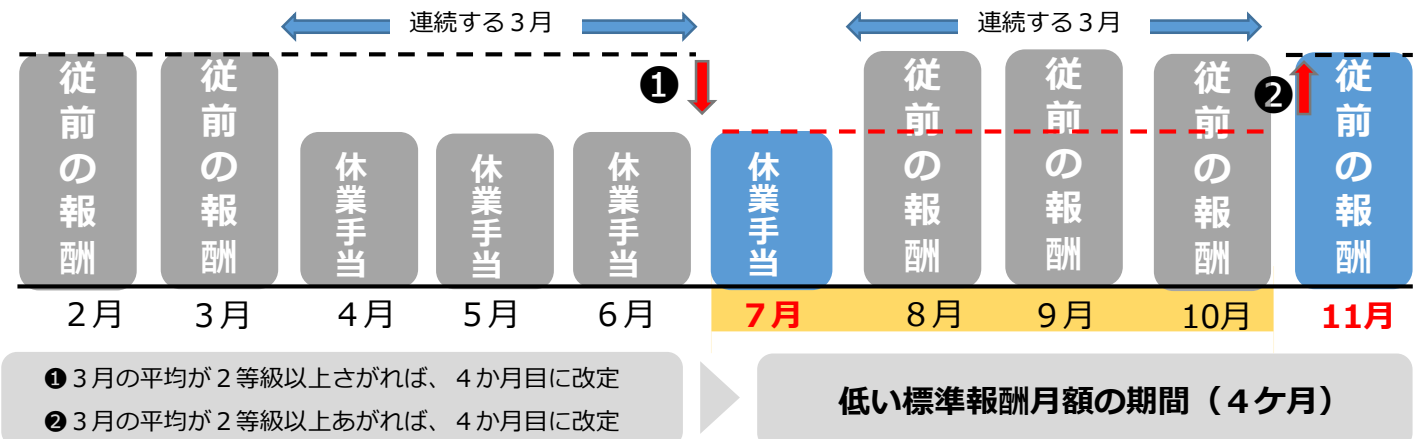 連続する３月
連続する３月
❶
❷
従前の報酬
従前の報酬
休業手当
休業手当
休業手当
休業手当
従前の報酬
従前の報酬
従前の報酬
従前の報酬
２月
３月
４月
５月
６月
７月
８月
９月
10月
11月
❶３月の平均が２等級以上さがれば、４か月目に改定
❷３月の平均が２等級以上あがれば、４か月目に改定
低い標準報酬月額の期間（４ケ月）